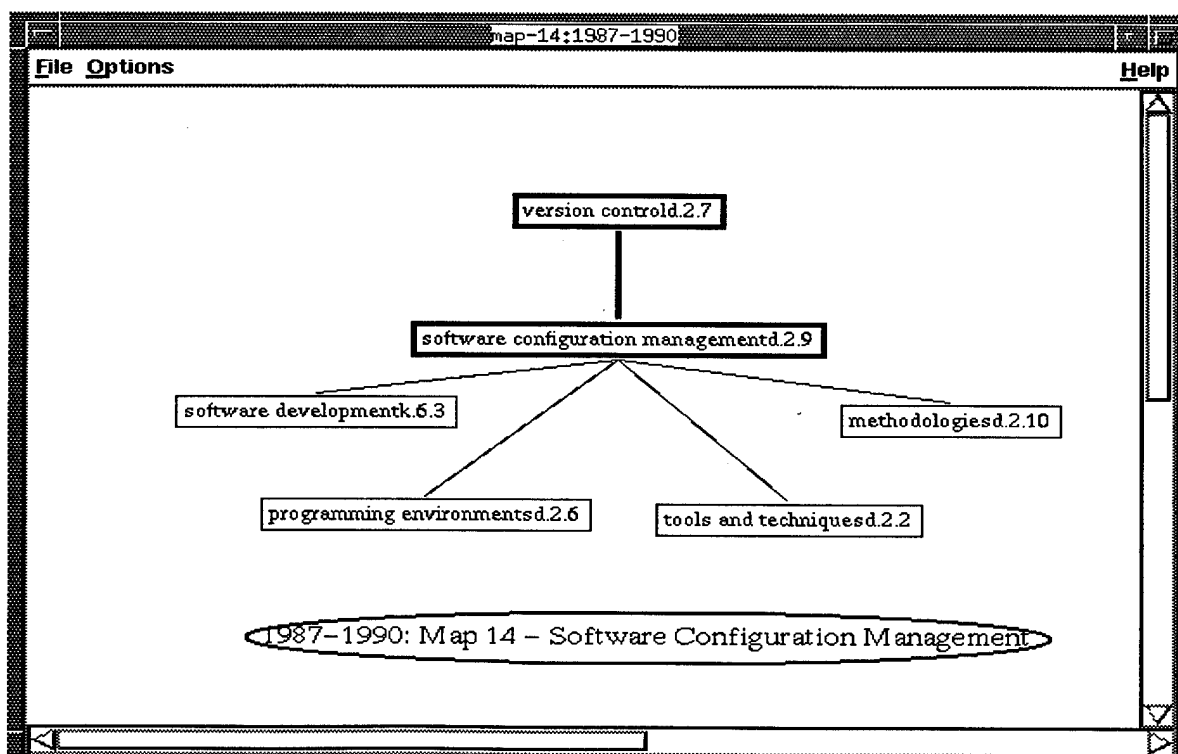 map-14:1987-1990
File Options Help
version controld.2.7
software configuration managementd.2.9
software developmentk.6.3
methodologiesd.2.10
programming environmentsd.2.6
tools and techniquesd.2.2
1987-1990: Map 14 - Software Configuration Management